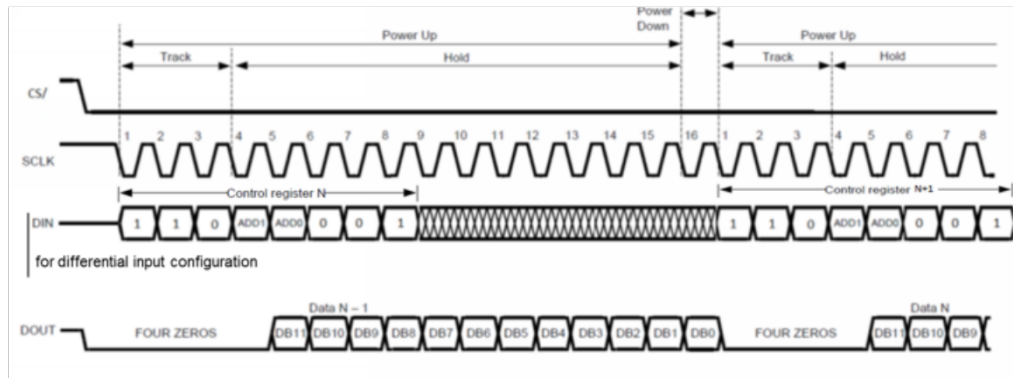 Power
Down
Power Up
Power Up
Track
Hold
Track
Hold
CS/
1 2 3 4 5 6 7 8 9 10 11 12 13 14 15 16 1 2 3 4 5 6 7 8
SCLK
Control register N
Control register N+1
DIN
1 1 0 ADD1 ADD0 0 0 1 1 1 0 ADD1 ADD0 0 0 1
for differential input configuration
Data N – 1
Data N
DOUT
FOUR ZEROS DB11 DB10 DB9 DB8 DB7 DB6 DB5 DB4 DB3 DB2 DB1 DB0 FOUR ZEROS DB11 DB10 DB9